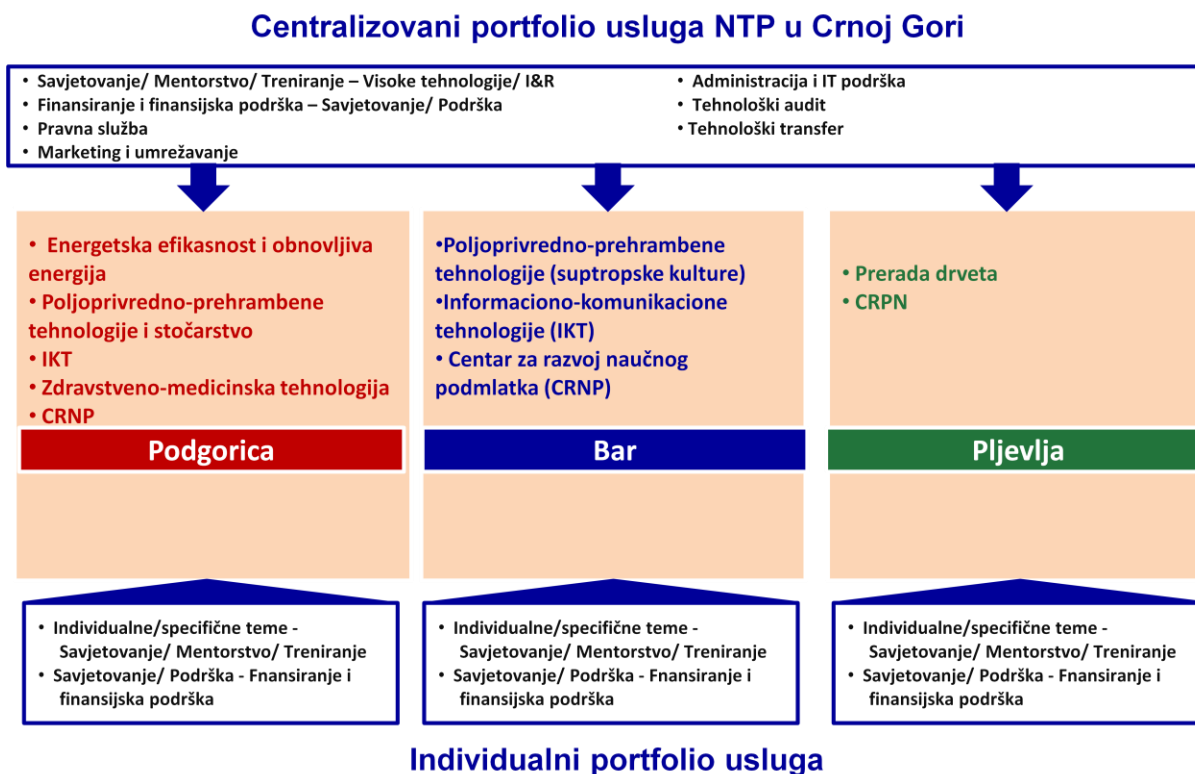 Centralizovani portfolio usluga NTP u Crnoj Gori
• Savjetovanje/ Mentorstvo/ Treniranje – Visoke tehnologije/ I&R
• Finansiranje i finansijska podrška – Savjetovanje/ Podrška
• Pravna služba
• Marketing i umrežavanje
• Administracija i IT podrška
• Tehnološki audit
• Tehnološki transfer
• Energetska efikasnost i obnovljiva
energija
• Poljoprivredno-prehrambene
tehnologije i stočarstvo
• IKT
• Zdravstveno-medicinska tehnologija
• CRNP
Podgorica
•Poljoprivredno-prehrambene
tehnologije (suptropske kulture)
•Informaciono-komunikacione
tehnologije (IKT)
• Centar za razvoj naučnog
podmlatka (CRNP)
Bar
• Prerada drveta
• CRPN
Pljevlja
• Individualne/specifične teme -
Savjetovanje/ Mentorstvo/ Treniranje
• Savjetovanje/ Podrška - Fnansiranje i
finansijska podrška
• Individualne/specifične teme -
Savjetovanje/ Mentorstvo/ Treniranje
• Savjetovanje/ Podrška - Fnansiranje i
finansijska podrška
• Individualne/specifične teme -
Savjetovanje/ Mentorstvo/ Treniranje
• Savjetovanje/ Podrška - Fnansiranje i
finansijska podrška
Individualni portfolio usluga